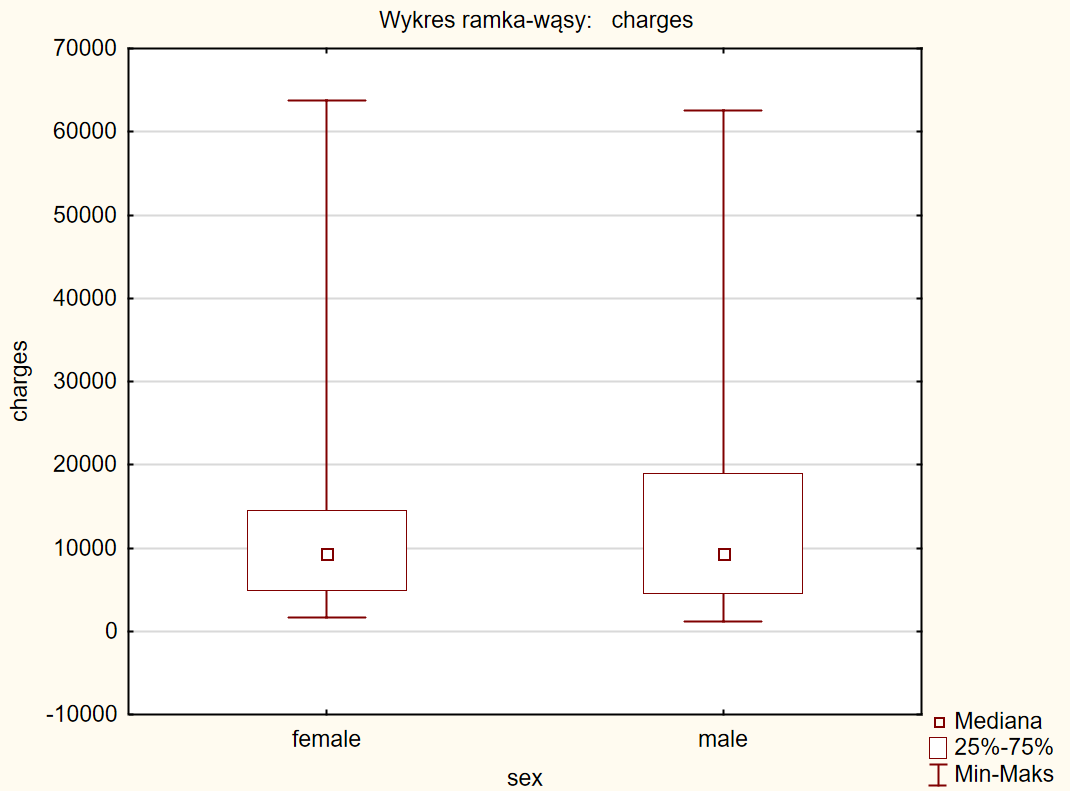 Wykres ramka-wąsy: charges
70000
60000
50000
40000
30000
20000
10000
0
-10000
charges
female
male
sex
Mediana
25%-75%
Min-Maks